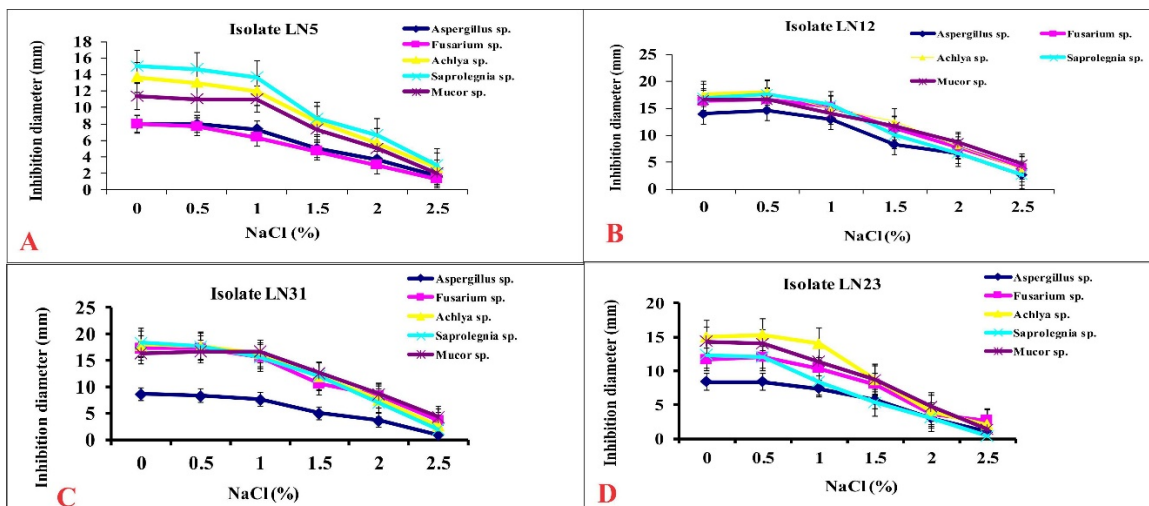 Isolate LN5
Aspergillus sp.
Fusarium sp.
Achlya sp.
Saprolegnia sp.
Mucor sp.
Inhibition diameter (mm)
18
16
14
12
10
8
6
4
2
0
0 0.5 1 1.5 2 2.5
NaCl (%)
A
Isolate LN12
Aspergillus sp.
Fusarium sp.
Achlya sp.
Saprolegnia sp.
Mucor sp.
Inhibition diameter (mm)
25
20
15
10
5
0
0 0.5 1 1.5 2 2.5
NaCl (%)
B
Isolate LN31
Aspergillus sp.
Fusarium sp.
Achlya sp.
Saprolegnia sp.
Mucor sp.
Inhibition diameter (mm)
25
20
15
10
5
0
0 0.5 1 1.5 2 2.5
NaCl (%)
C
Isolate LN23
Aspergillus sp.
Fusarium sp.
Achlya sp.
Saprolegnia sp.
Mucor sp.
Inhibition diameter (mm)
20
15
10
5
0
0 0.5 1 1.5 2 2.5
NaCl (%)
D